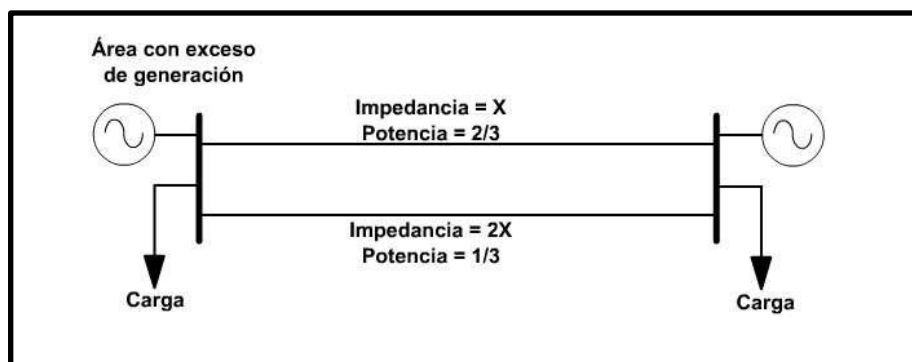 Área con exceso
de generación
Impedancia = X
Potencia = 2/3
Impedancia = 2X
Potencia = 1/3
Carga
Carga